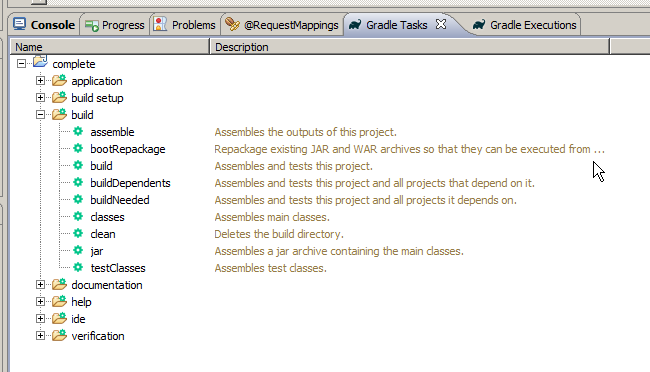 Console Progress Problems @RequestMappings Gradle Tasks Gradle Executions
Name Description
complete
application
build setup
build
assemble Assembles the outputs of this project.
bootRepackage Repackage existing JAR and WAR archives so that they can be executed from ...
build Assembles and tests this project.
buildDependents Assembles and tests this project and all projects that depend on it.
buildNeeded Assembles and tests this project and all projects it depends on.
classes Assembles main classes.
clean Deletes the build directory.
jar Assembles a jar archive containing the main classes.
testClasses Assembles test classes.
documentation
help
ide
verification